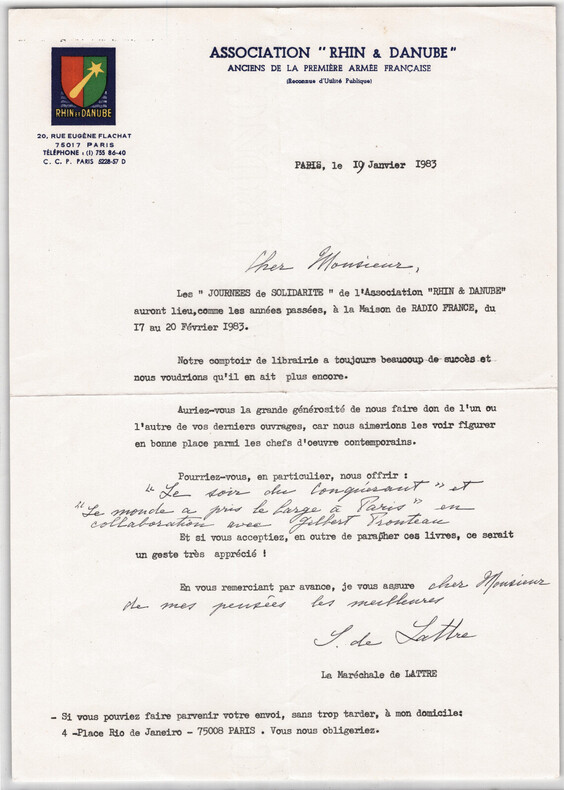 RHIN ET DANUBE
20, RUE EUGÈNE FLACHAT
75017 PARIS
TÉLÉPHONE : (1) 755 86-40
C. C. P. PARIS 5228-57 D
ASSOCIATION "RHIN & DANUBE"
ANCIENS DE LA PREMIÈRE ARMÉE FRANÇAISE
(Reconnue d'Utilité Publique)
PARIS, le 19 Janvier 1983
Cher Monsieur,
Les " JOURNEES de SOLIDARITE " de l'Association "RHIN & DANUBE"
auront lieu,comme les années passées, à la Maison de RADIO FRANCE, du
17 au 20 Février 1983.
Notre comptoir de librairie a toujours beaucoup de succès et
nous voudrions qu'il en ait plus encore.
Auriez-vous la grande générosité de nous faire don de l'un ou
l'autre de vos derniers ouvrages, car nous aimerions les voir figurer
en bonne place parmi les chefs d'oeuvre contemporains.
Pourriez-vous, en particulier, nous offrir :
" Le soir du Conquérant " et
" Le monde a pris le large à Paris " en
collaboration avec Gilbert Tronteau
Et si vous acceptiez, en outre de parapher ces livres, ce serait
un geste très apprécié !
En vous remerciant par avance, je vous assure cher Monsieur
de mes pensées les meilleures
S. de Lattre
La Maréchale de LATTRE
- Si vous pouviez faire parvenir votre envoi, sans trop tarder, à mon domicile:
4 -Place Rio de Janeiro - 75008 PARIS . Vous nous obligeriez.